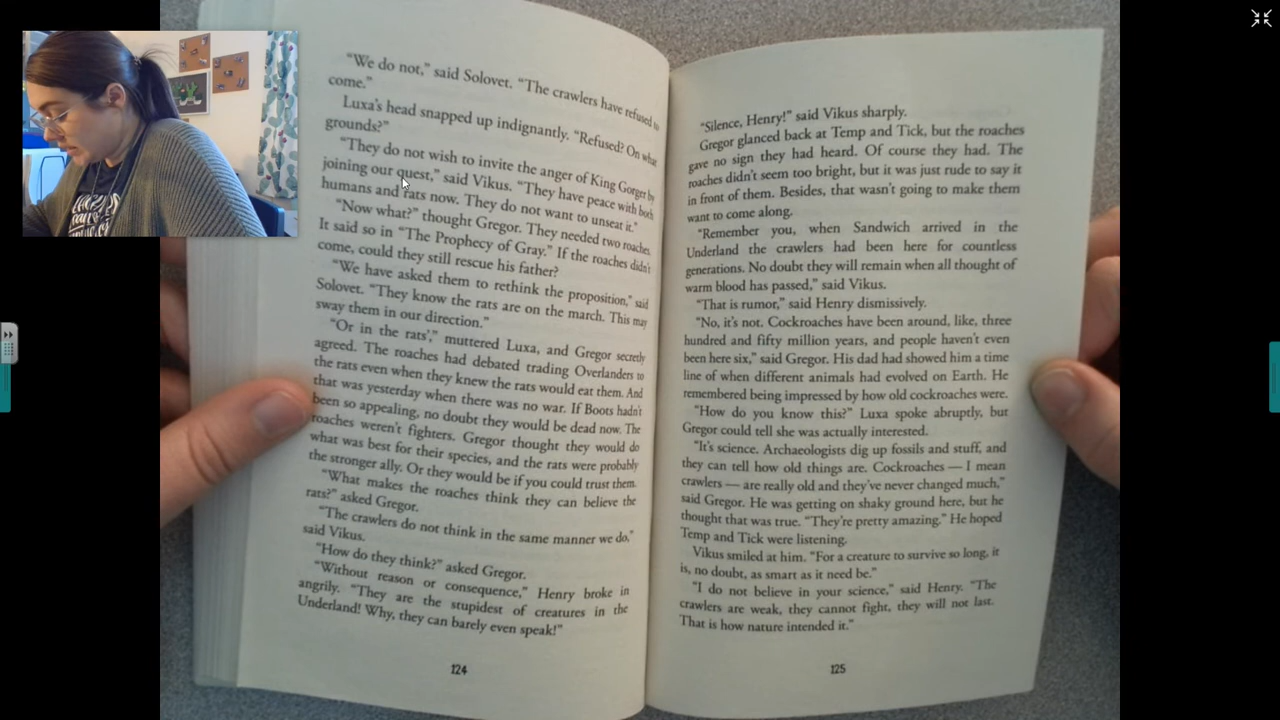 "We do not," said Solovet. "The crawlers have refused to
come."
Luxa's head snapped up indignantly. "Refused? On what
grounds?"
"They do not wish to invite the anger of King Gorger by
joining our quest," said Vikus. "They have peace with both
humans and rats now. They do not want to unseat it."
"Now what?" thought Gregor. They needed two roaches.
It said so in "The Prophecy of Gray." If the roaches didn't
come, could they still rescue his father?
"We have asked them to rethink the proposition," said
Solovet. "They know the rats are on the march. This may
sway them in our direction."
"Or in the rats'," muttered Luxa, and Gregor secretly
agreed. The roaches had debated trading Overlanders to
the rats even when they knew the rats would eat them. And
that was yesterday when there was no war. If Boots hadn't
been so appealing, no doubt they would be dead now. The
roaches weren't fighters. Gregor thought they would do
what was best for their species, and the rats were probably
the stronger ally. Or they would be if you could trust them.
"What makes the roaches think they can believe the
rats?" asked Gregor.
"The crawlers do not think in the same manner we do,"
said Vikus.
"How do they think?" asked Gregor.
"Without reason or consequence," Henry broke in
angrily. "They are the stupidest of creatures in the
Underland! Why, they can barely even speak!"
124
"Silence, Henry!" said Vikus sharply.
Gregor glanced back at Temp and Tick, but the roaches
gave no sign they had heard. Of course they had. The
roaches didn't seem too bright, but it was just rude to say it
in front of them. Besides, that wasn't going to make them
want to come along.
"Remember you, when Sandwich arrived in the
Underland the crawlers had been here for countless
generations. No doubt they will remain when all thought of
warm blood has passed," said Vikus.
"That is rumor," said Henry dismissively.
"No, it's not. Cockroaches have been around, like, three
hundred and fifty million years, and people haven't even
been here six," said Gregor. His dad had showed him a time
line of when different animals had evolved on Earth. He
remembered being impressed by how old cockroaches were.
"How do you know this?" Luxa spoke abruptly, but
Gregor could tell she was actually interested.
"It's science. Archaeologists dig up fossils and stuff, and
they can tell how old things are. Cockroaches — I mean
crawlers — are really old and they've never changed much,"
said Gregor. He was getting on shaky ground here, but he
thought that was true. "They're pretty amazing." He hoped
Temp and Tick were listening.
Vikus smiled at him. "For a creature to survive so long, it
is, no doubt, as smart as it need be."
"I do not believe in your science," said Henry. "The
crawlers are weak, they cannot fight, they will not last.
That is how nature intended it."
125